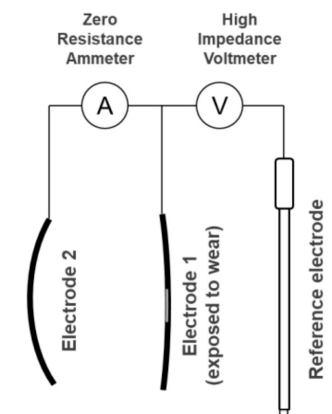 Zero
Resistance
Ammeter
High
Impedance
Voltmeter
A
V
Electrode 2
Electrode 1
(exposed to wear)
Reference electrode